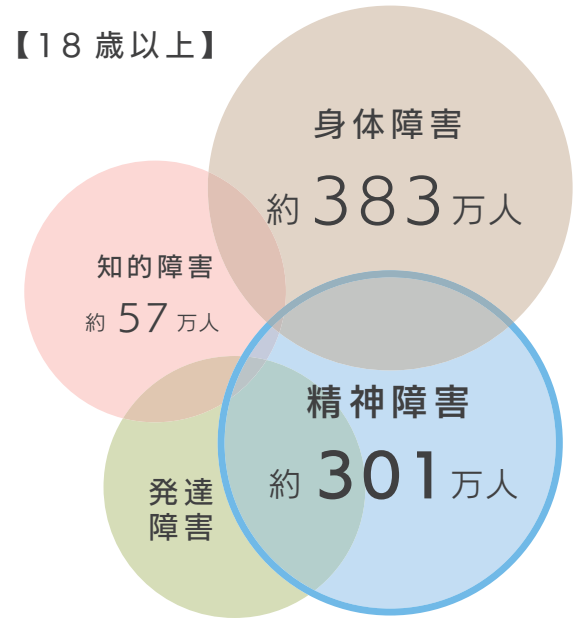 【18歳以上】
身体障害
約383万人
知的障害
約57万人
精神障害
約301万人
発達
障害